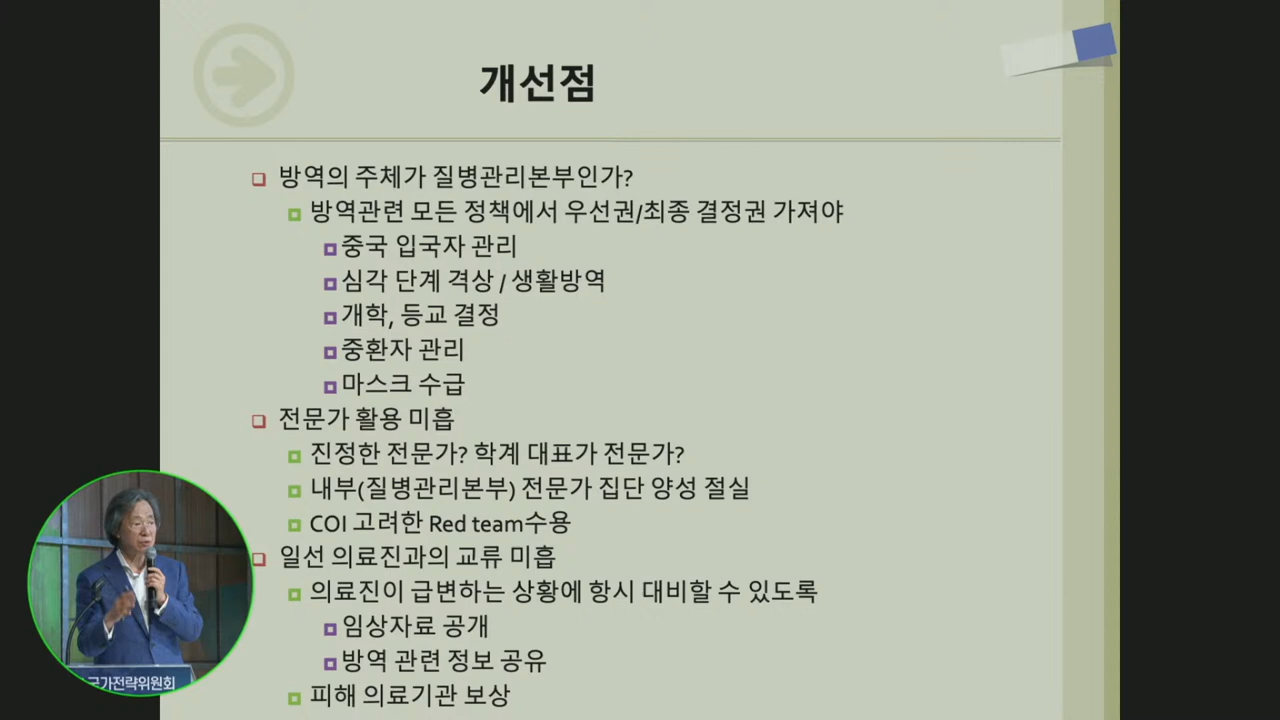 개선점
방역의 주체가 질병관리본부인가?
방역관련 모든 정책에서 우선권/최종 결정권 가져야
중국 입국자 관리
심각 단계 격상 / 생활방역
개학, 등교 결정
중환자 관리
마스크 수급
전문가 활용 미흡
진정한 전문가? 학계 대표가 전문가?
내부(질병관리본부) 전문가 집단 양성 절실
COI 고려한 Red team수용
일선 의료진과의 교류 미흡
의료진이 급변하는 상황에 항시 대비할 수 있도록
임상자료 공개
방역 관련 정보 공유
피해 의료기관 보상
국가전략위원회